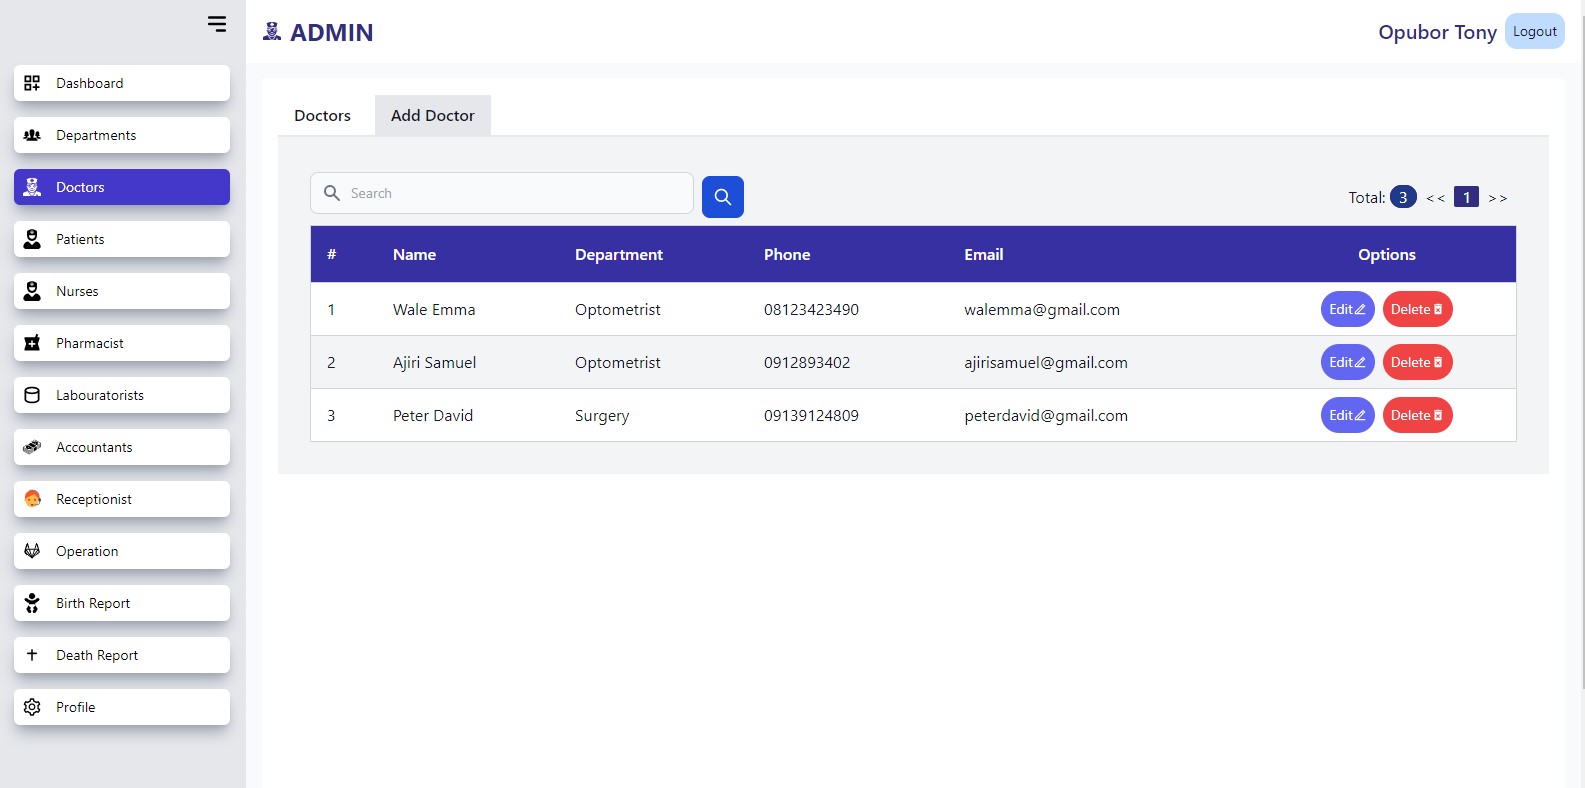 ADMIN
Opubor Tony Logout
Dashboard
Departments
Doctors
Patients
Nurses
Pharmacist
Labouratorists
Accountants
Receptionist
Operation
Birth Report
Death Report
Profile
Doctors Add Doctor
Search
Total: 3 << 1 >>
# Name Department Phone Email Options
1 Wale Emma Optometrist 08123423490 walemma@gmail.com Edit Delete
2 Ajiri Samuel Optometrist 0912893402 ajirisamuel@gmail.com Edit Delete
3 Peter David Surgery 09139124809 peterdavid@gmail.com Edit Delete